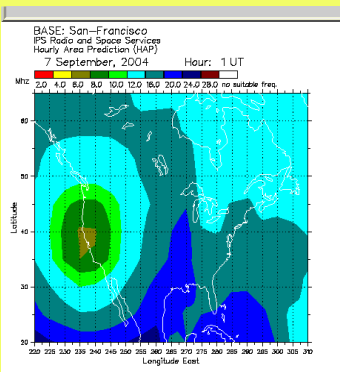 BASE: San-Francisco
IPS Radio and Space Services
Hourly Area Prediction (HAP)
7 September, 2004 Hour: 1 UT
Mhz 2.0 4.0 6.0 8.0 10.0 12.0 15.0 20.0 24.0 28.0 no suitable freq.
60
50
Latitude
40
30
20
220 225 230 235 240 245 250 255 260 265 270 275 280 285 290 295 300 305 310
Longitude East